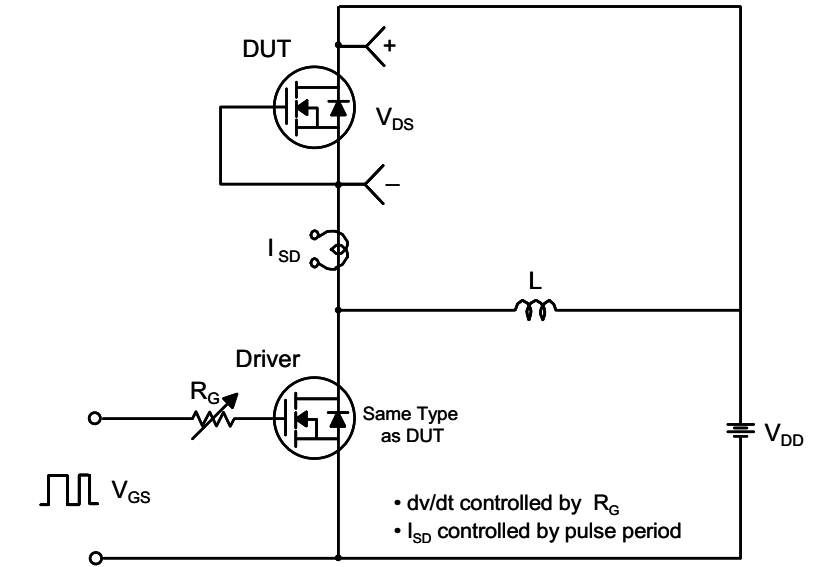 DUT
+
V_DS
–
I_SD
L
Driver
R_G
Same Type
as DUT
V_DD
V_GS
• dv/dt controlled by R_G
• I_SD controlled by pulse period